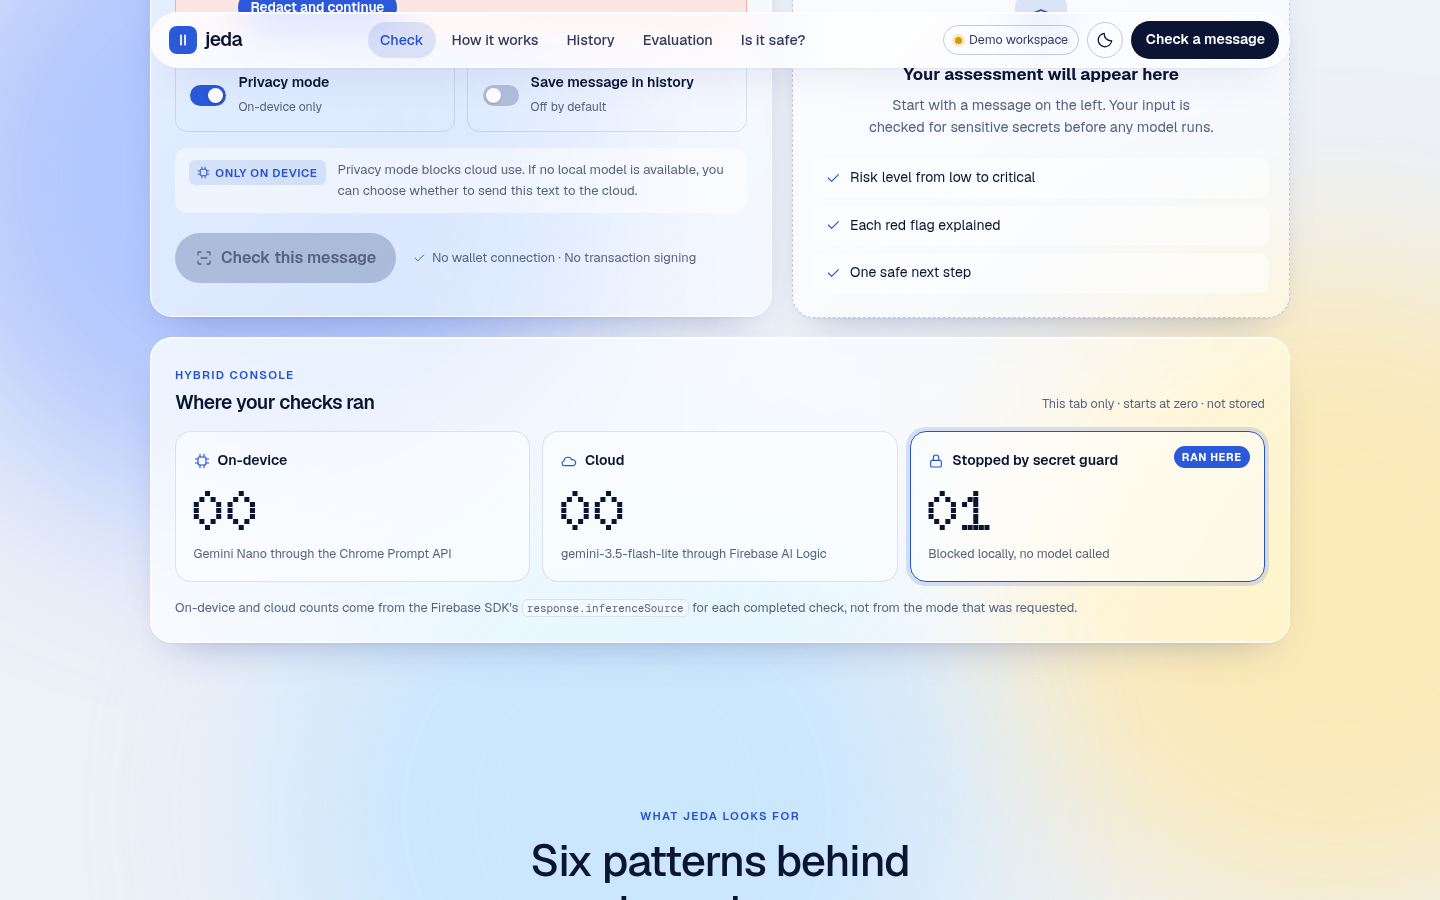 Redact and continue
jeda
Check
How it works
History
Evaluation
Is it safe?
Demo workspace
Check a message
Privacy mode
On-device only
Save message in history
Off by default
ONLY ON DEVICE
Privacy mode blocks cloud use. If no local model is available, you
can choose whether to send this text to the cloud.
Check this message
No wallet connection · No transaction signing
Your assessment will appear here
Start with a message on the left. Your input is
checked for sensitive secrets before any model runs.
Risk level from low to critical
Each red flag explained
One safe next step
HYBRID CONSOLE
Where your checks ran
This tab only · starts at zero · not stored
On-device
00
Gemini Nano through the Chrome Prompt API
Cloud
00
gemini-3.5-flash-lite through Firebase AI Logic
Stopped by secret guard
RAN HERE
01
Blocked locally, no model called
On-device and cloud counts come from the Firebase SDK's response.inferenceSource for each completed check, not from the mode that was requested.
WHAT JEDA LOOKS FOR
Six patterns behind